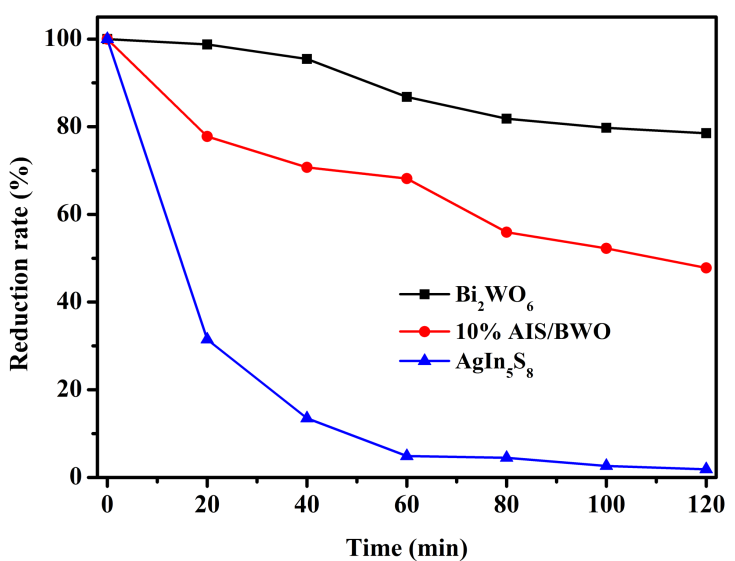 Reduction rate (%)
100
80
60
40
20
0
Bi₂WO₆
10% AIS/BWO
AgIn₅S₈
0 20 40 60 80 100 120
Time (min)